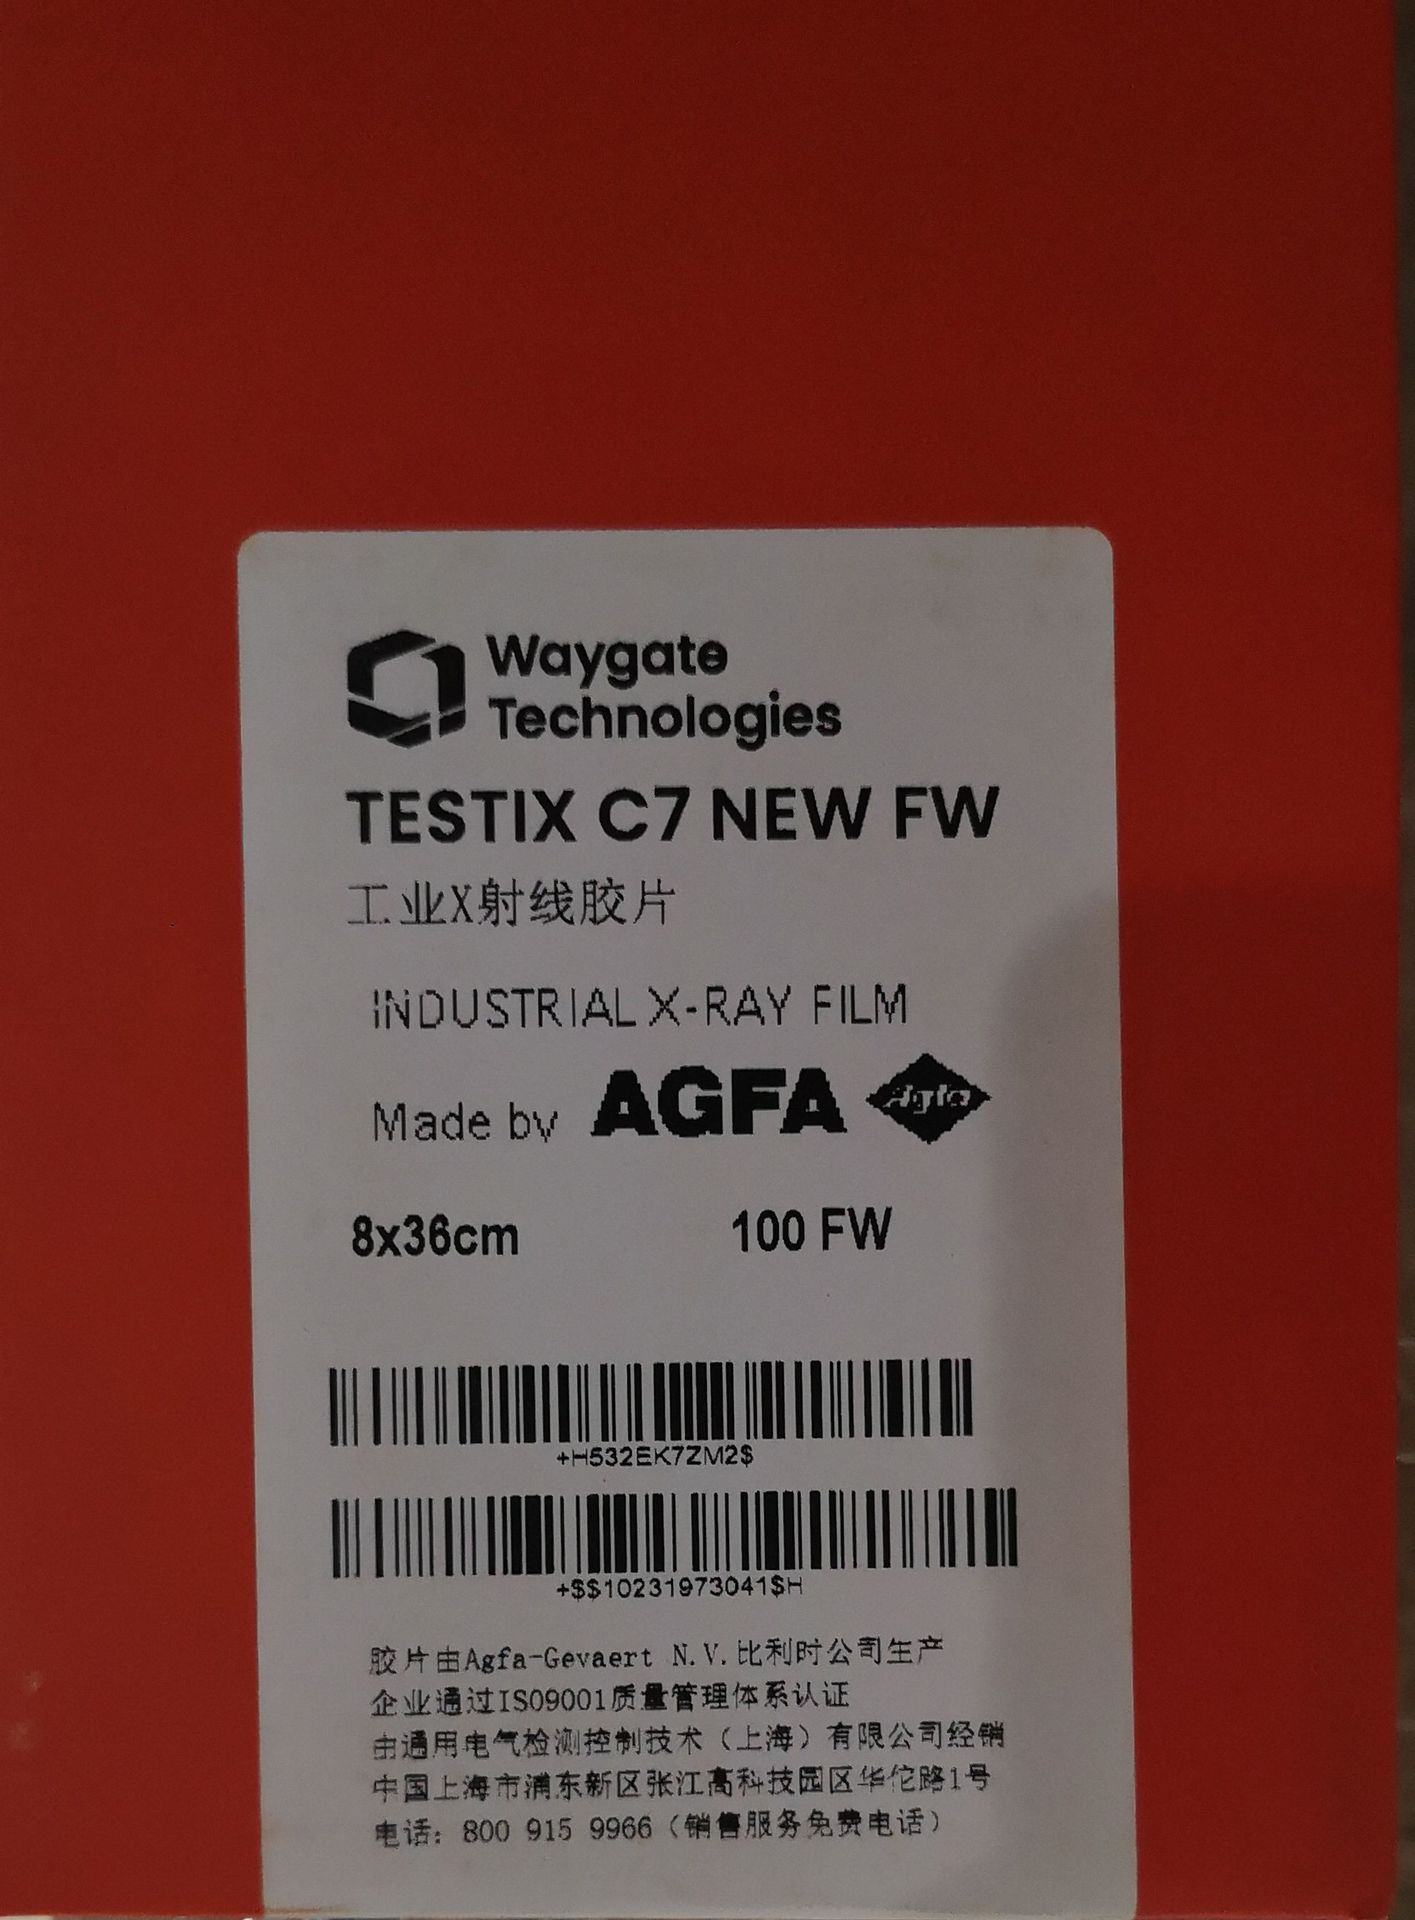 Waygate
Technologies
TESTIX C7 NEW FW
工业X射线胶片
INDUSTRIAL X-RAY FILM
Made by AGFA Agfa
8x36cm 100 FW
+H532EK7ZM2$
+$$10231973041$H
胶片由Agfa-Gevaert N.V.比利时公司生产
企业通过ISO9001质量管理体系认证
由通用电气检测控制技术（上海）有限公司经销
中国上海市浦东新区张江高科技园区华佗路1号
电话：800 915 9966（销售服务免费电话）